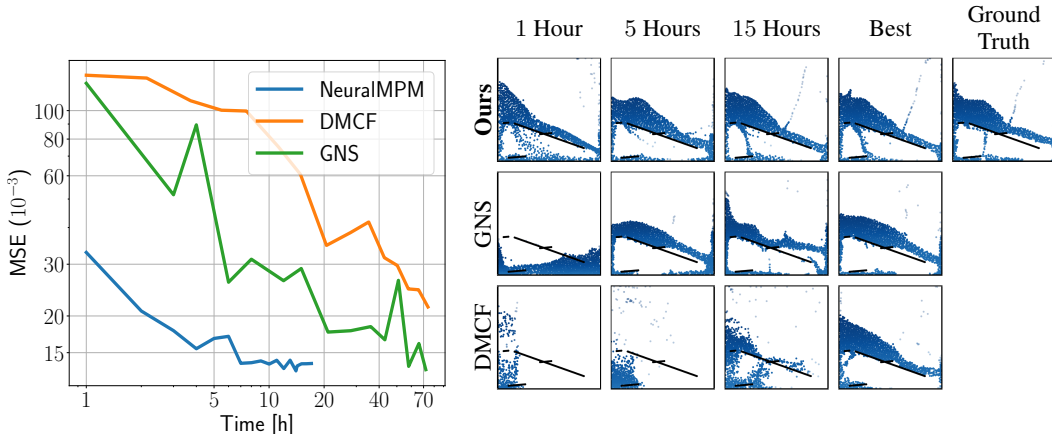 MSE (10⁻³)
100
80
60
30
20
15
1
5
10
20
40
70
Time [h]
NeuralMPM
DMCF
GNS
1 Hour
5 Hours
15 Hours
Best
Ground
Truth
Ours
GNS
DMCF